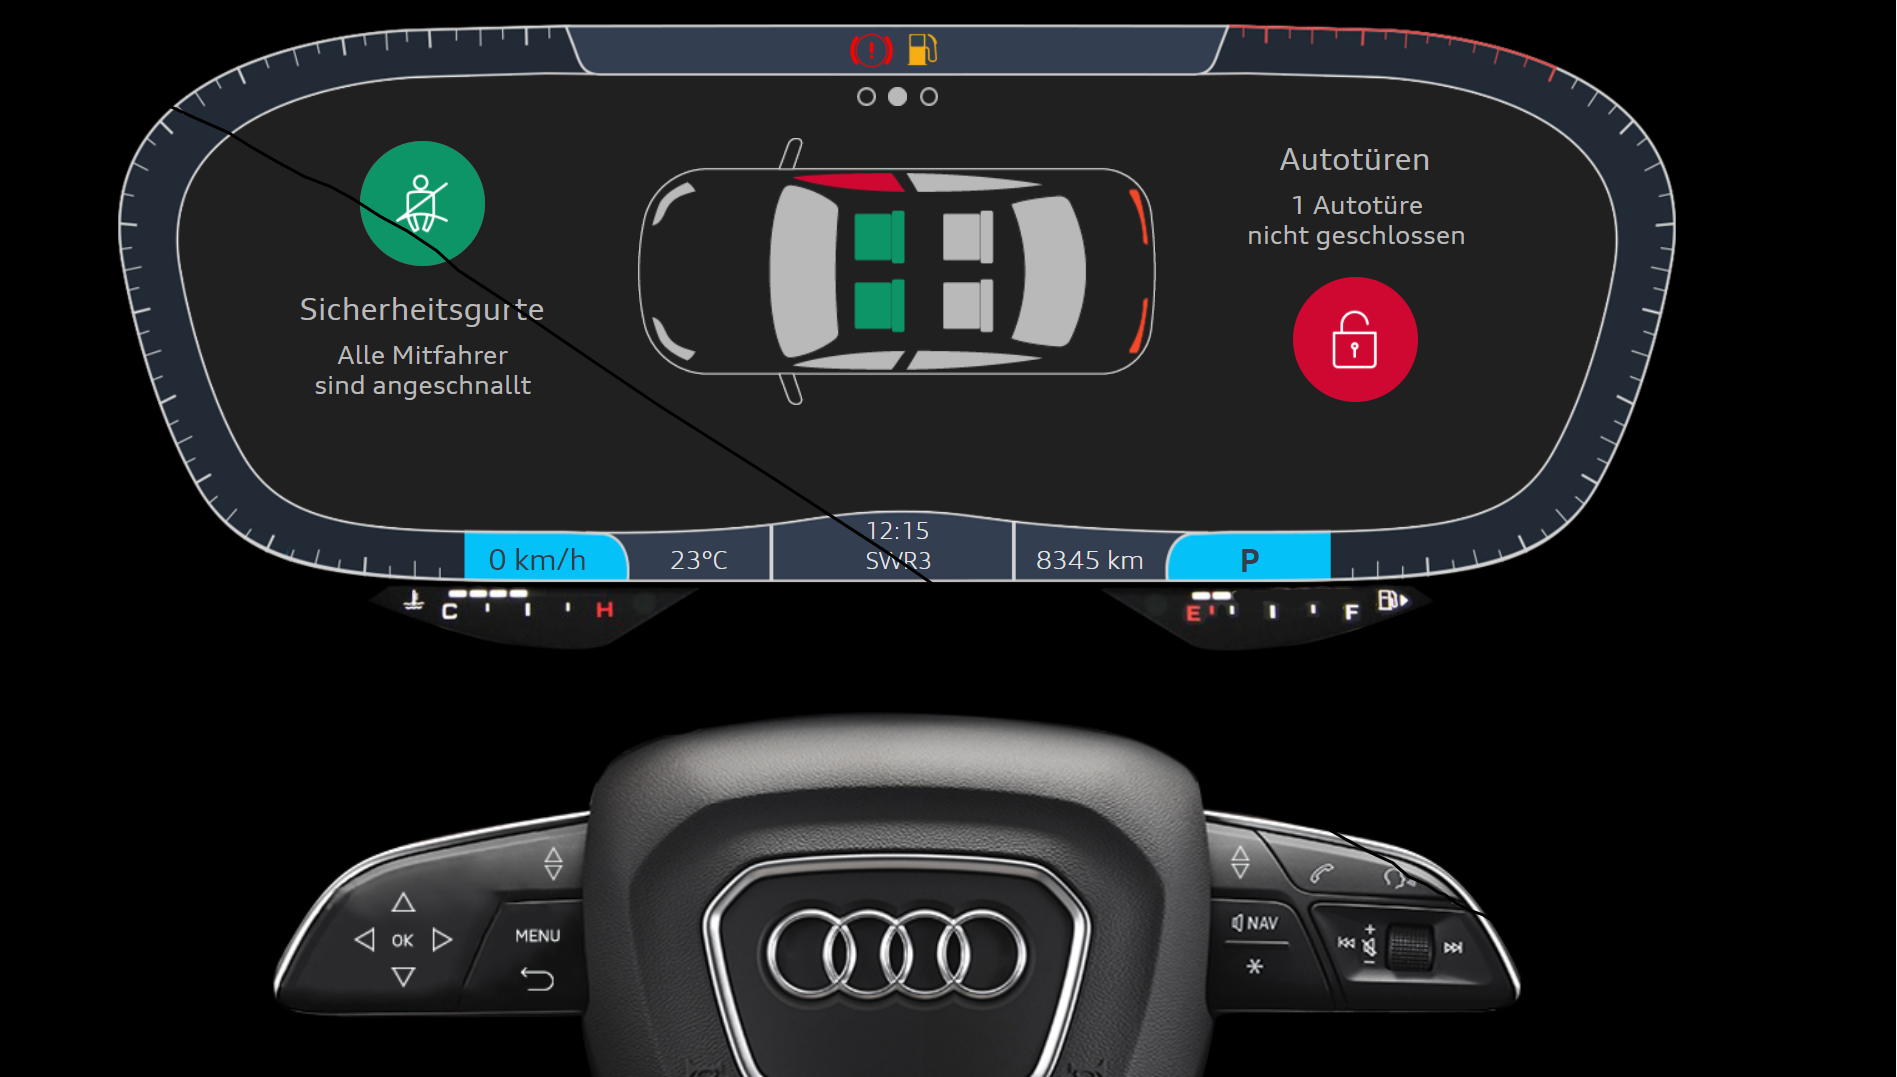 Autotüren
1 Autotüre
nicht geschlossen
Sicherheitsgurte
Alle Mitfahrer
sind angeschnallt
12:15
0 km/h
23°C
SWR3
8345 km
P
C
H
E
F
OK
MENU
NAV